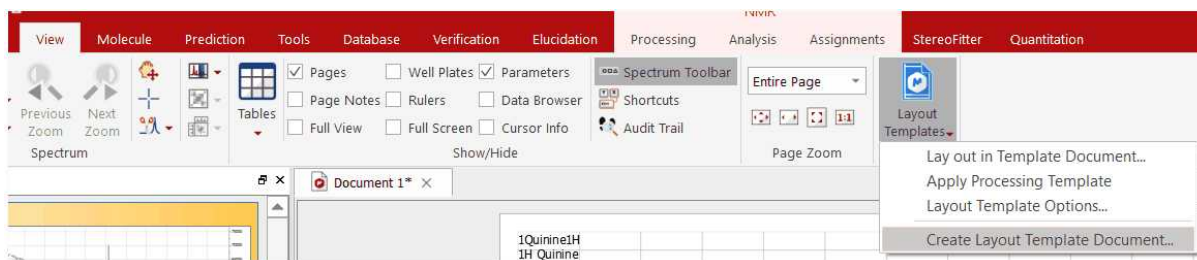 NMR
View Molecule Prediction Tools Database Verification Elucidation Processing Analysis Assignments StereoFitter Quantitation
Pages Well Plates Parameters Spectrum Toolbar Entire Page
Previous Zoom Next Zoom Tables Page Notes Rulers Data Browser Shortcuts 1:1 Layout Templates
Full View Full Screen Cursor Info Audit Trail
Spectrum Show/Hide Page Zoom
Lay out in Template Document...
Apply Processing Template
Layout Template Options...
Create Layout Template Document...
Document 1*
1Quinine1H
1H Quinine